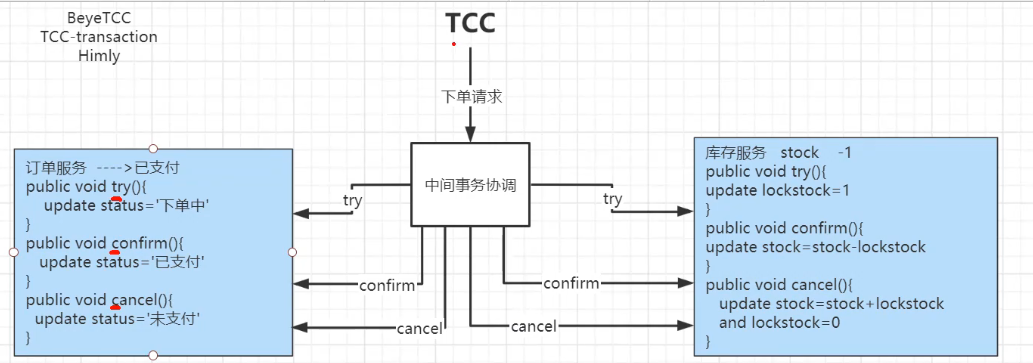 BeyeTCC
TCC-transaction
Himly
TCC
下单请求
中间事务协调
try
try
confirm
confirm
cancel
cancel
订单服务 ---->已支付
public void try(){
update status='下单中'
}
public void confirm(){
update status='已支付'
}
public void cancel(){
update status='未支付'
}
库存服务 stock -1
public void try(){
update lockstock=1
}
public void confirm(){
update stock=stock-lockstock
}
public void cancel(){
update stock=stock+lockstock
and lockstock=0
}